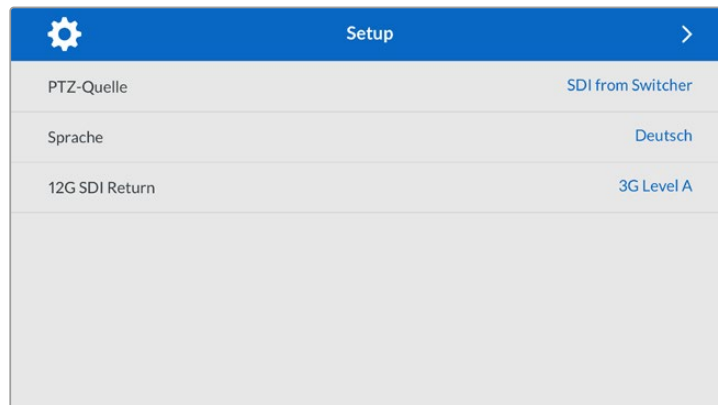 Setup
PTZ-Quelle SDI from Switcher
Sprache Deutsch
12G SDI Return 3G Level A